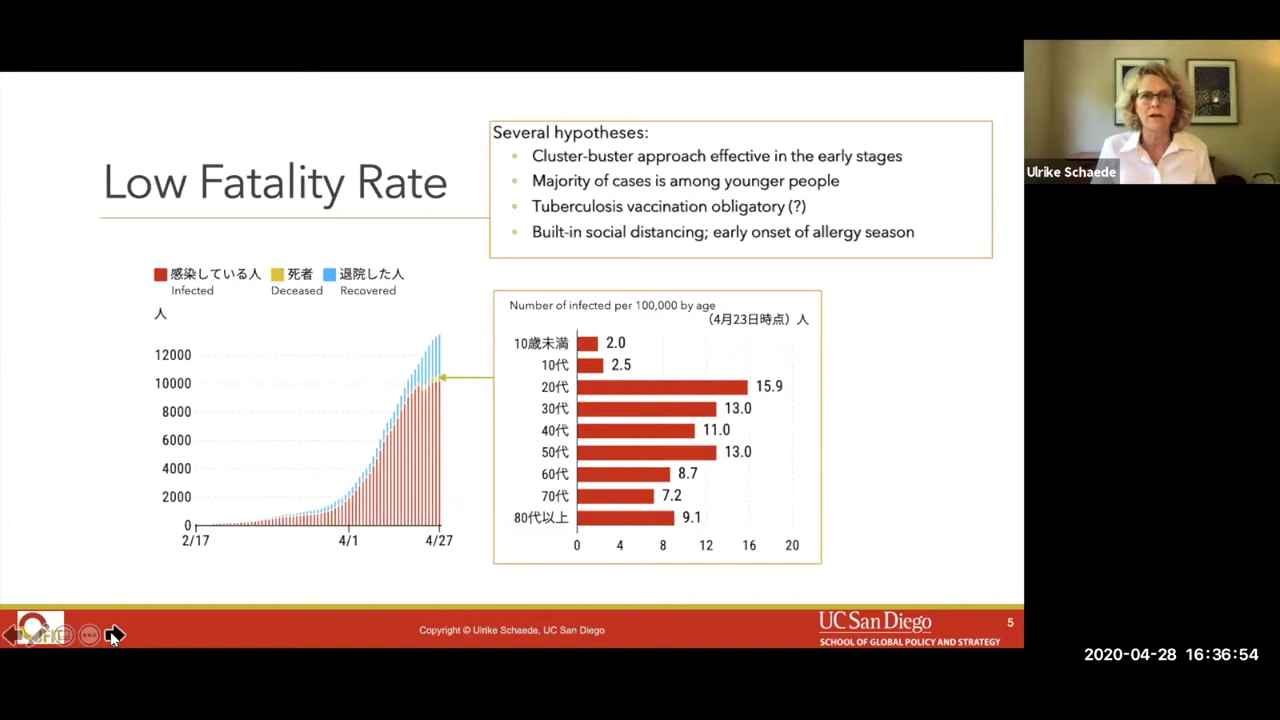 Low Fatality Rate
Several hypotheses:
Cluster-buster approach effective in the early stages
Majority of cases is among younger people
Tuberculosis vaccination obligatory (?)
Built-in social distancing; early onset of allergy season
感染している人 死者 退院した人
Infected Deceased Recovered
人
12000
10000
8000
6000
4000
2000
0
2/17 4/1 4/27
Number of infected per 100,000 by age
（4月23日時点）人
10歳未満 2.0
10代 2.5
20代 15.9
30代 13.0
40代 11.0
50代 13.0
60代 8.7
70代 7.2
80代以上 9.1
0 4 8 12 16 20
Copyright © Ulrike Schaede, UC San Diego
UC San Diego
SCHOOL OF GLOBAL POLICY AND STRATEGY
5
Ulrike Schaede
2020-04-28 16:36:54